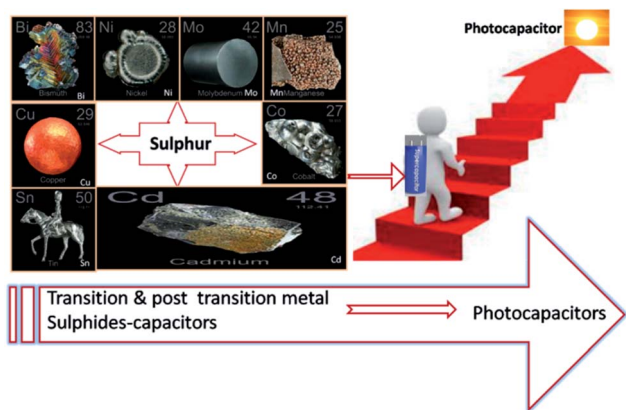 Bi 83
Bismuth
Bi
Ni 28
Nickel
Ni
Mo 42
Molybdenum Mo
Mn 25
Mn Manganese
Photocapacitor
Cu 29
Copper
Cu
Sulphur
Co 27
Cobalt
Co
Sn 50
Tin
Sn
Cd 48
112.41
Cadmium
Cd
Transition & post transition metal
Sulphides-capacitors
Photocapacitors